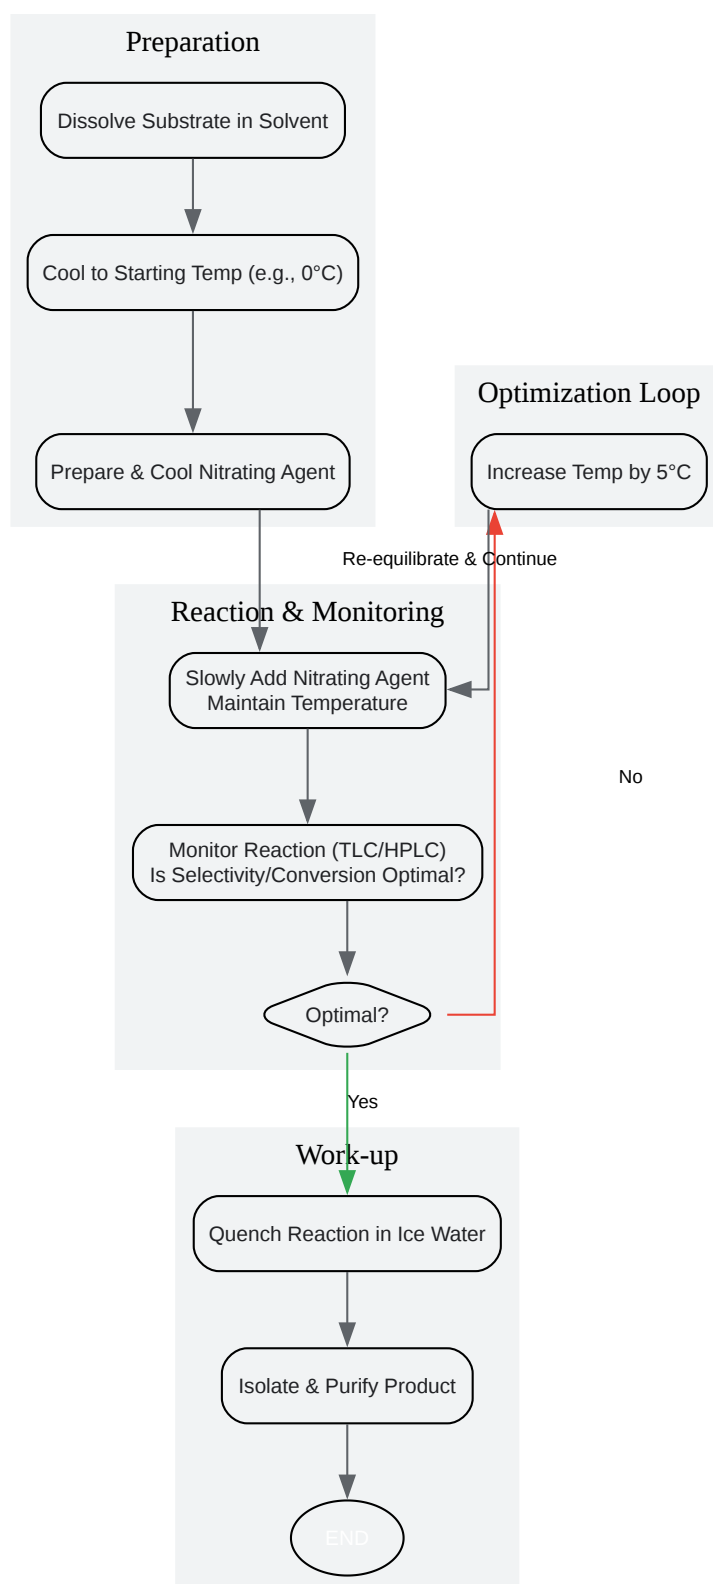 Preparation
Dissolve Substrate in Solvent
Cool to Starting Temp (e.g., 0°C)
Prepare & Cool Nitrating Agent
Optimization Loop
Increase Temp by 5°C
Re-equilibrate & Continue
Reaction & Monitoring
Slowly Add Nitrating Agent
Maintain Temperature
No
Monitor Reaction (TLC/HPLC)
Is Selectivity/Conversion Optimal?
Optimal?
Yes
Work-up
Quench Reaction in Ice Water
Isolate & Purify Product
END